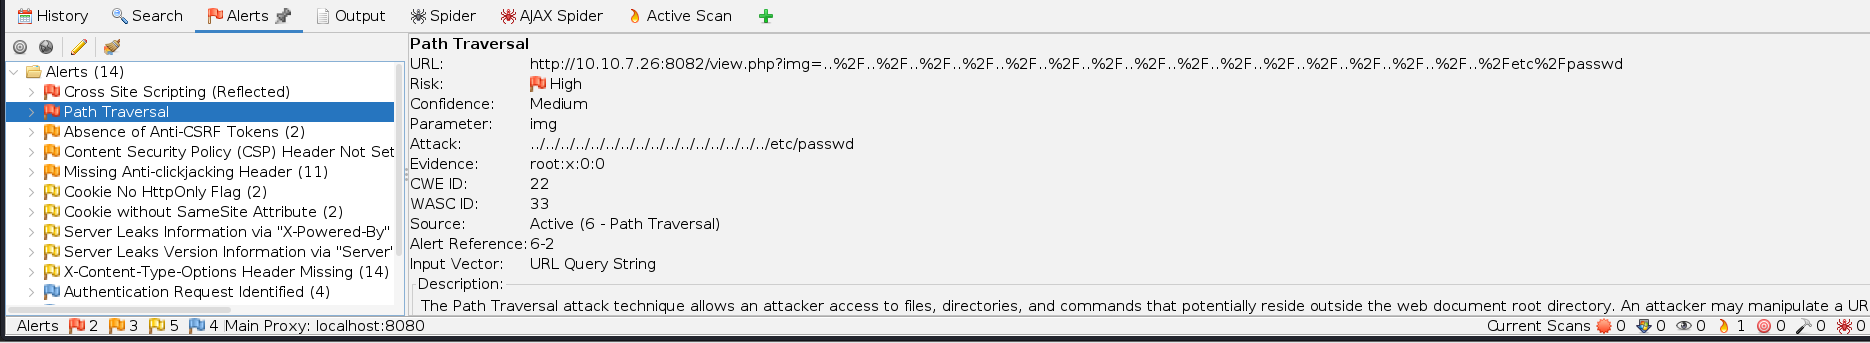 History Search Alerts Output Spider AJAX Spider Active Scan
Alerts (14)
Cross Site Scripting (Reflected)
Path Traversal
Absence of Anti-CSRF Tokens (2)
Content Security Policy (CSP) Header Not Set
Missing Anti-clickjacking Header (11)
Cookie No HttpOnly Flag (2)
Cookie without SameSite Attribute (2)
Server Leaks Information via "X-Powered-By"
Server Leaks Version Information via "Server"
X-Content-Type-Options Header Missing (14)
Authentication Request Identified (4)
Path Traversal
URL: http://10.10.7.26:8082/view.php?img=..%2F..%2F..%2F..%2F..%2F..%2F..%2F..%2F..%2F..%2F..%2F..%2F..%2F..%2F..%2F..%2Fetc%2Fpasswd
Risk: High
Confidence: Medium
Parameter: img
Attack: ../../../../../../../../../../../../../../../../etc/passwd
Evidence: root:x:0:0
CWE ID: 22
WASC ID: 33
Source: Active (6 - Path Traversal)
Alert Reference: 6-2
Input Vector: URL Query String
Description:
The Path Traversal attack technique allows an attacker access to files, directories, and commands that potentially reside outside the web document root directory. An attacker may manipulate a UR
Alerts 2 3 5 4 Main Proxy: localhost:8080 Current Scans 0 0 0 1 0 0 0